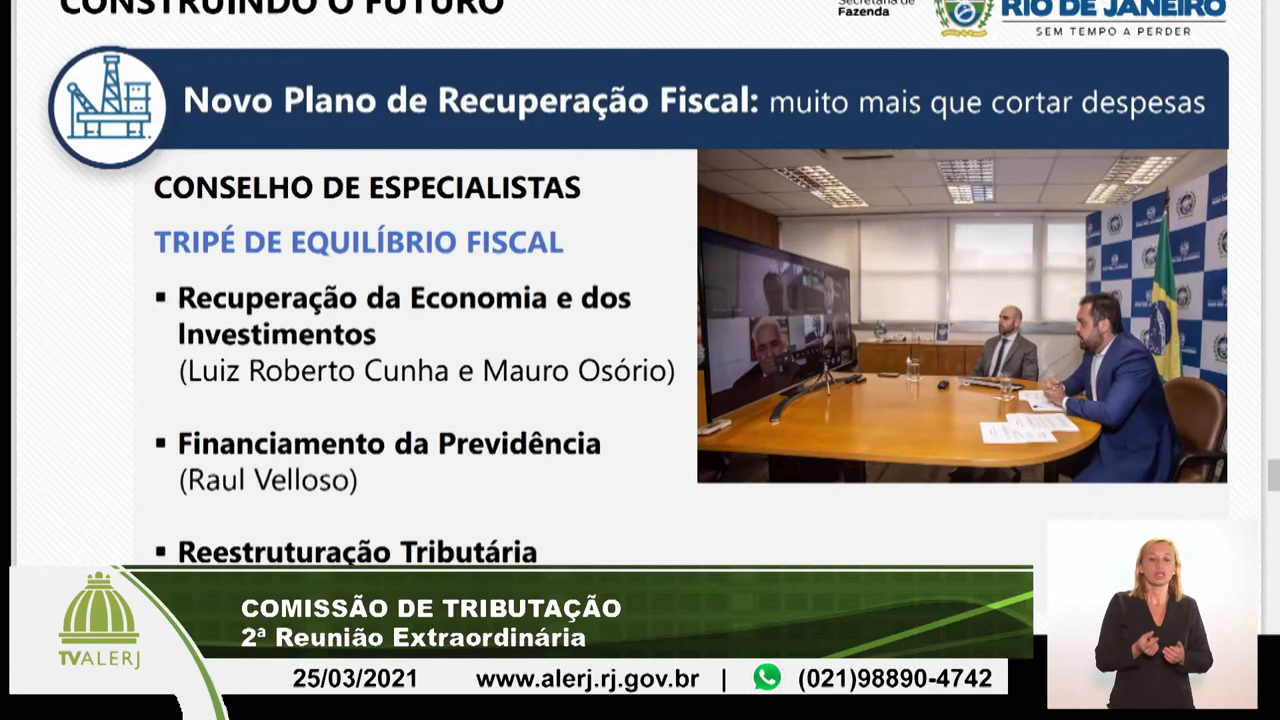 CONSTRUINDO O FUTURO
Secretaria de
Fazenda
RIO DE JANEIRO
SEM TEMPO A PERDER
Novo Plano de Recuperação Fiscal: muito mais que cortar despesas
CONSELHO DE ESPECIALISTAS
TRIPÉ DE EQUILÍBRIO FISCAL
▪ Recuperação da Economia e dos
Investimentos
(Luiz Roberto Cunha e Mauro Osório)
▪ Financiamento da Previdência
(Raul Velloso)
▪ Reestruturação Tributária
COMISSÃO DE TRIBUTAÇÃO
2ª Reunião Extraordinária
TVALERJ
25/03/2021 www.alerj.rj.gov.br | (021)98890-4742